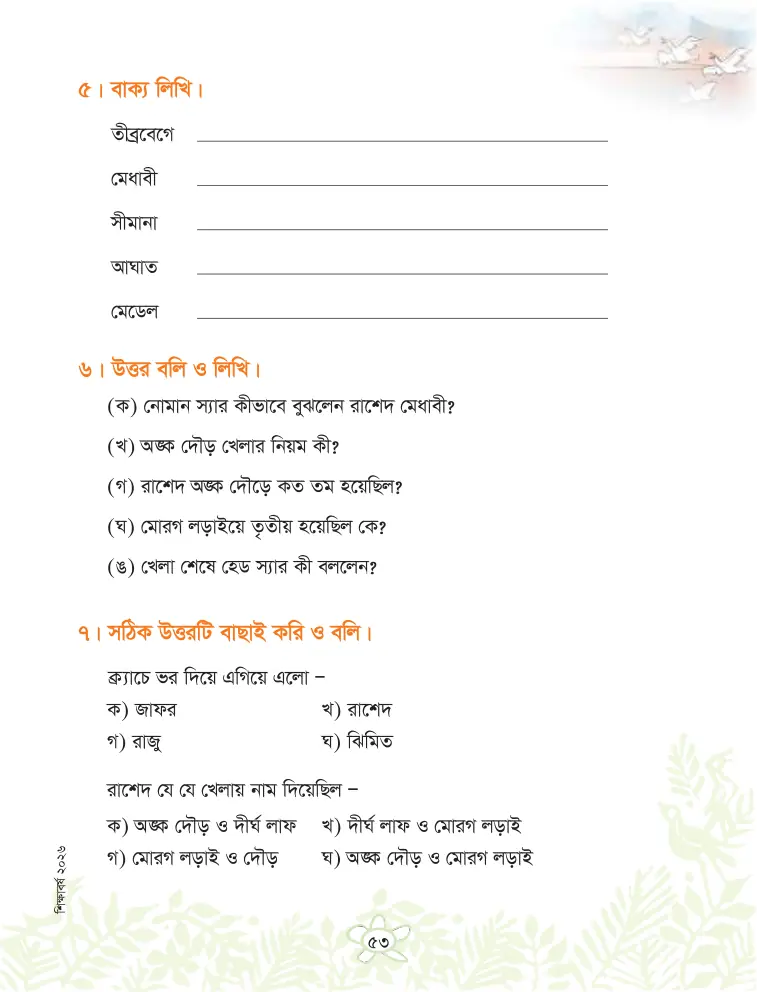 ৫। বাক্য লিখি।
তীব্রবেগে
মেধাবী
সীমানা
আঘাত
মেডেল
৬। উত্তর বলি ও লিখি।
(ক) নোমান স্যার কীভাবে বুঝলেন রাশেদ মেধাবী?
(খ) অঙ্ক দৌড় খেলার নিয়ম কী?
(গ) রাশেদ অঙ্ক দৌড়ে কত তম হয়েছিল?
(ঘ) মোরগ লড়াইয়ে তৃতীয় হয়েছিল কে?
(ঙ) খেলা শেষে হেড স্যার কী বললেন?
৭। সঠিক উত্তরটি বাছাই করি ও বলি।
ক্র্যাচে ভর দিয়ে এগিয়ে এলো –
ক) জাফর খ) রাশেদ
গ) রাজু ঘ) ঝিমিত
রাশেদ যে যে খেলায় নাম দিয়েছিল –
ক) অঙ্ক দৌড় ও দীর্ঘ লাফ খ) দীর্ঘ লাফ ও মোরগ লড়াই
গ) মোরগ লড়াই ও দৌড় ঘ) অঙ্ক দৌড় ও মোরগ লড়াই
শিক্ষাবর্ষ ২০২৬
৫৩